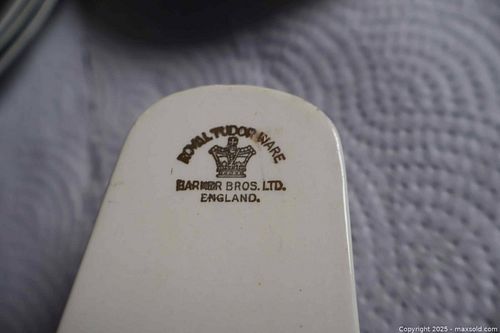 ROYAL TUDOR WARE
BARKER BROS. LTD.
ENGLAND.
Copyright © 2025 - maxsold.com